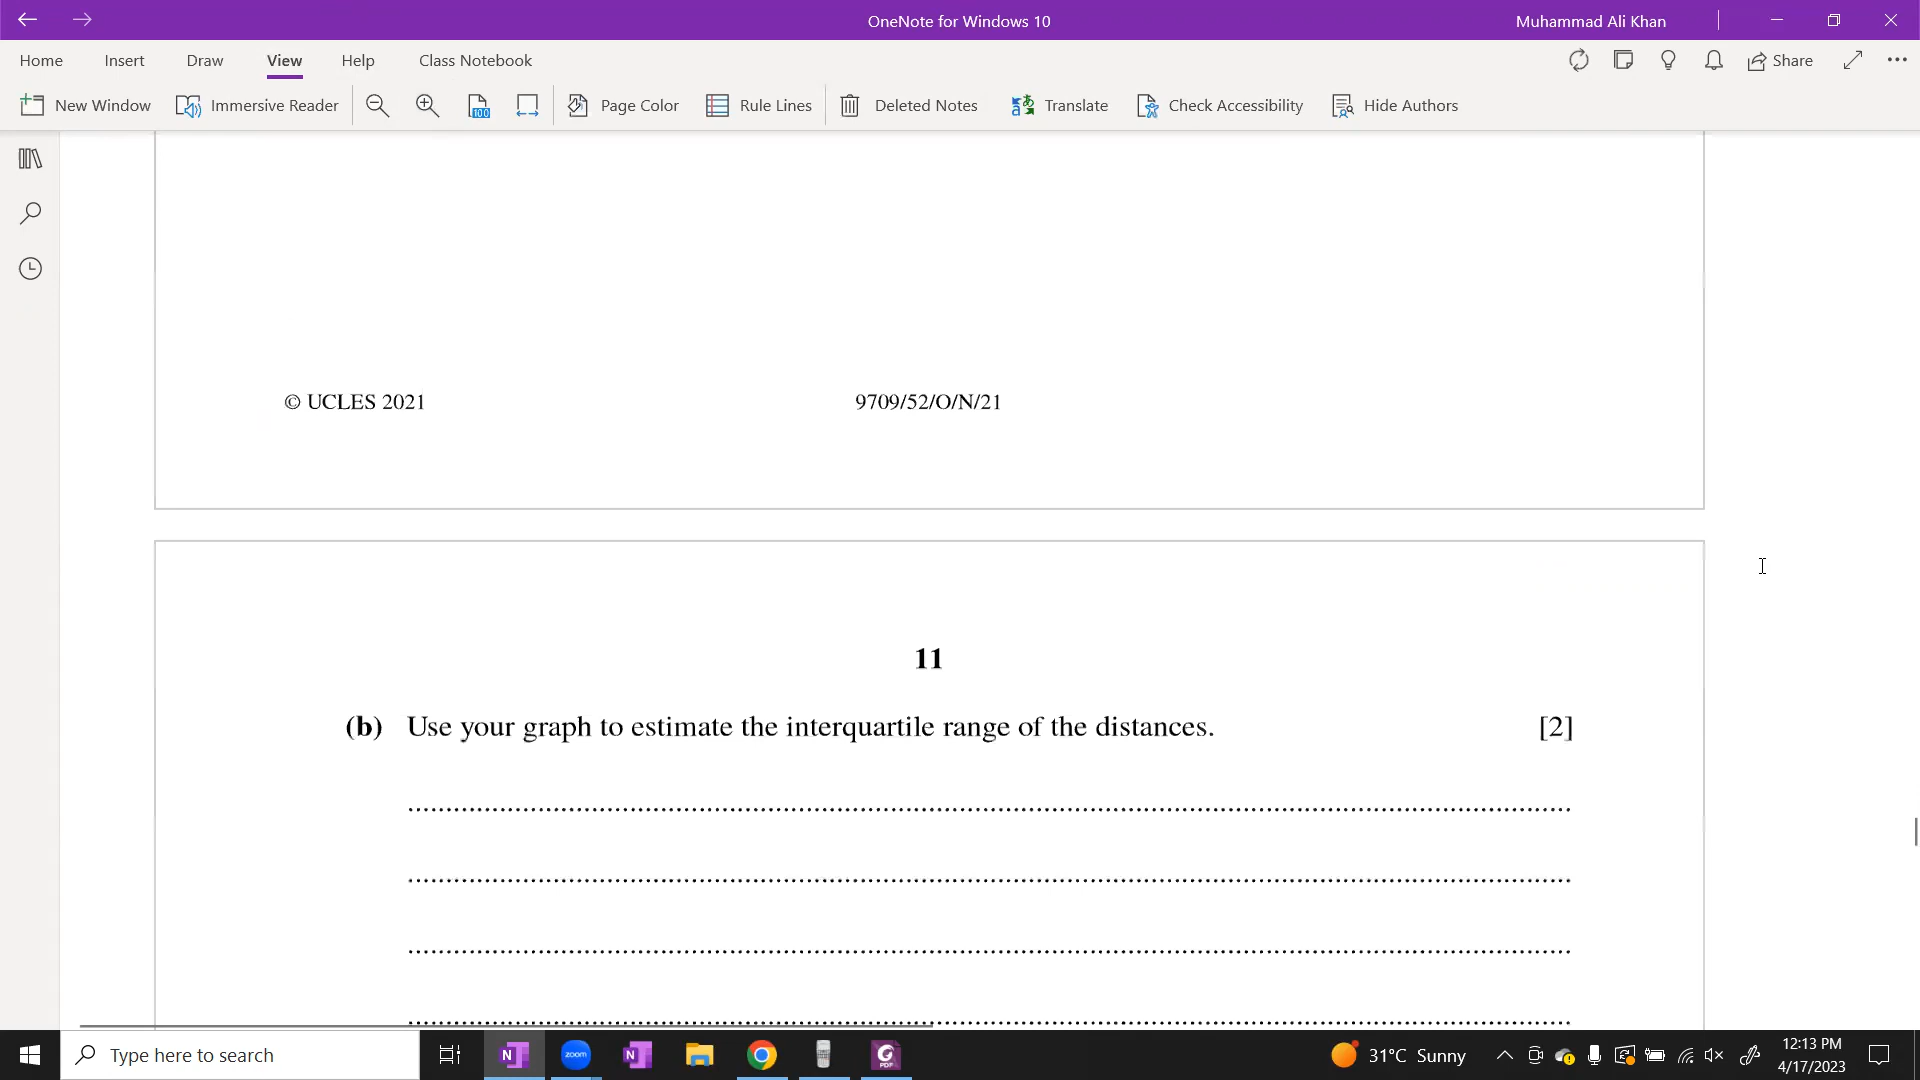 OneNote for Windows 10
Muhammad Ali Khan
Home Insert Draw View Help Class Notebook
Share
New Window Immersive Reader Page Color Rule Lines Deleted Notes Translate Check Accessibility Hide Authors
© UCLES 2021 9709/52/O/N/21
11
(b) Use your graph to estimate the interquartile range of the distances. [2]
Type here to search
31°C Sunny
12:13 PM
4/17/2023